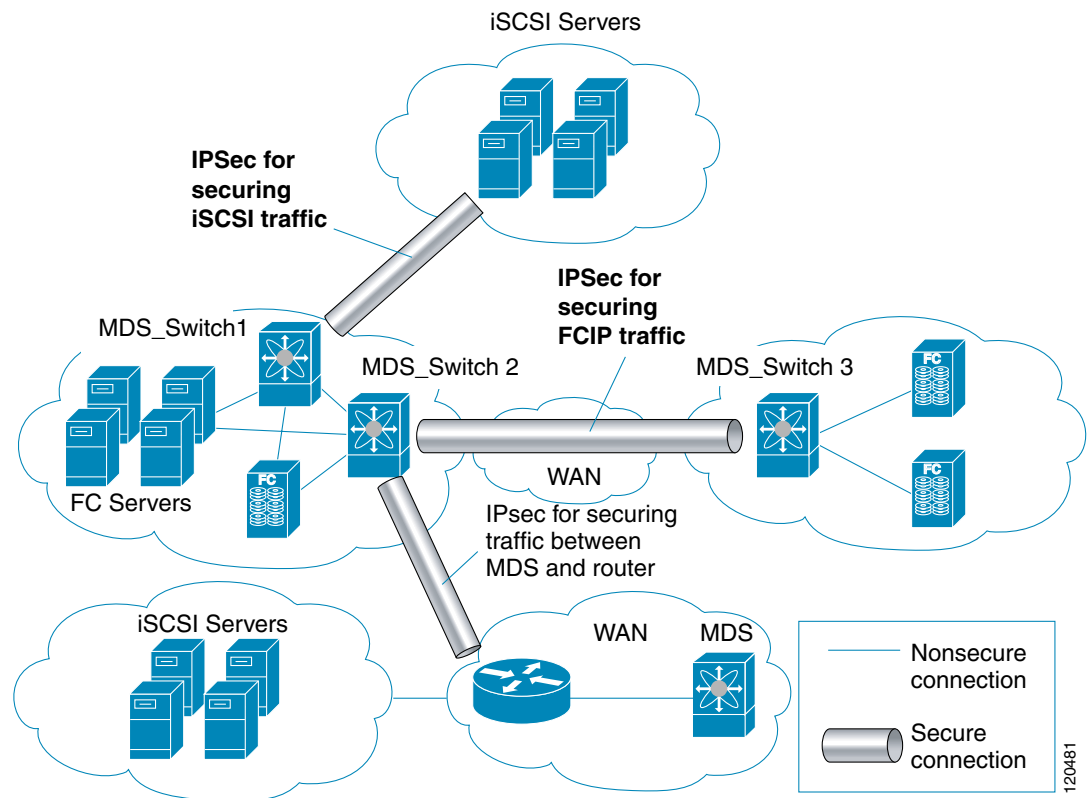 iSCSI Servers
IPSec for
securing
iSCSI traffic
IPSec for
securing
FCIP traffic
MDS_Switch1
MDS_Switch 2
MDS_Switch 3
FC
FC Servers
FC
WAN
FC
IPsec for securing
traffic between
MDS and router
iSCSI Servers
WAN
MDS
Nonsecure
connection
Secure
connection
120481